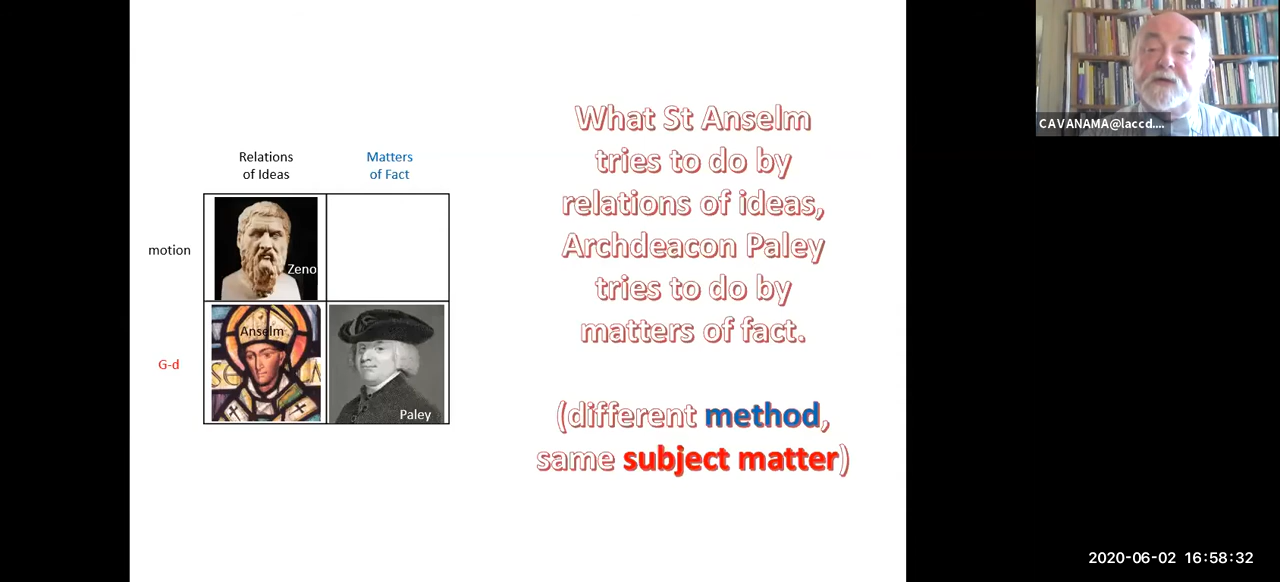 CAVANAMA@laccd....
What St Anselm
tries to do by
relations of ideas,
Archdeacon Paley
tries to do by
matters of fact.
(different method,
same subject matter)
Relations
of Ideas
Matters
of Fact
motion
Zeno
Anselm
G-d
Paley
2020-06-02 16:58:32